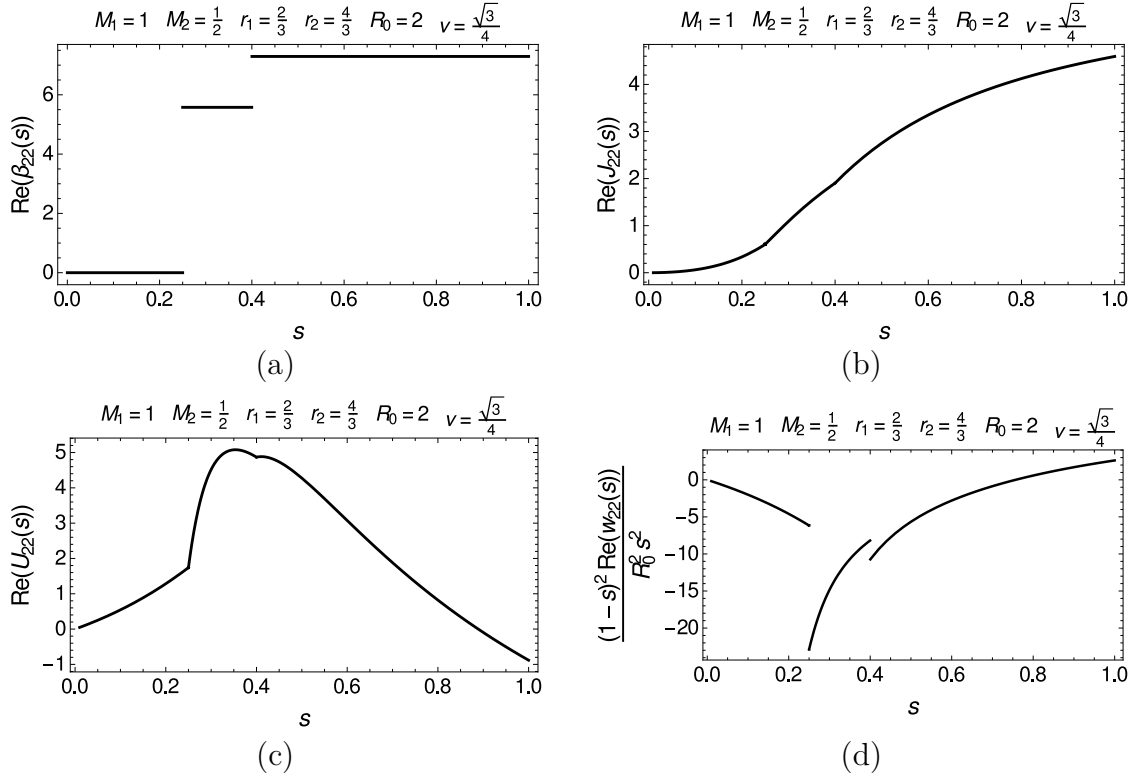 M₁ = 1 M₂ = 1/2 r₁ = 2/3 r₂ = 4/3 R₀ = 2 v = √3/4
Re(β₂₂(s))
6
4
2
0
0.0 0.2 0.4 0.6 0.8 1.0
s
(a)
M₁ = 1 M₂ = 1/2 r₁ = 2/3 r₂ = 4/3 R₀ = 2 v = √3/4
Re(J₂₂(s))
4
3
2
1
0
0.0 0.2 0.4 0.6 0.8 1.0
s
(b)
M₁ = 1 M₂ = 1/2 r₁ = 2/3 r₂ = 4/3 R₀ = 2 v = √3/4
Re(U₂₂(s))
5
4
3
2
1
0
-1
0.0 0.2 0.4 0.6 0.8 1.0
s
(c)
M₁ = 1 M₂ = 1/2 r₁ = 2/3 r₂ = 4/3 R₀ = 2 v = √3/4
(1 - s)² Re(w₂₂(s))
R₀² s²
0
-5
-10
-15
-20
0.0 0.2 0.4 0.6 0.8 1.0
s
(d)